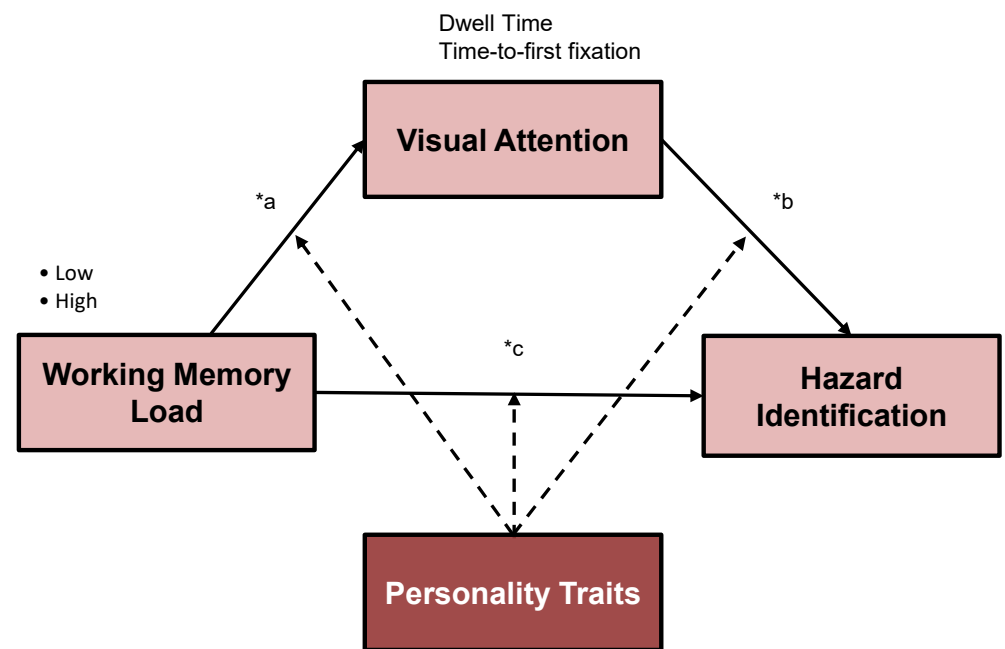 Dwell Time
Time-to-first fixation
Visual Attention
*a
*b
• Low
• High
*c
Working Memory
Load
Hazard
Identification
Personality Traits